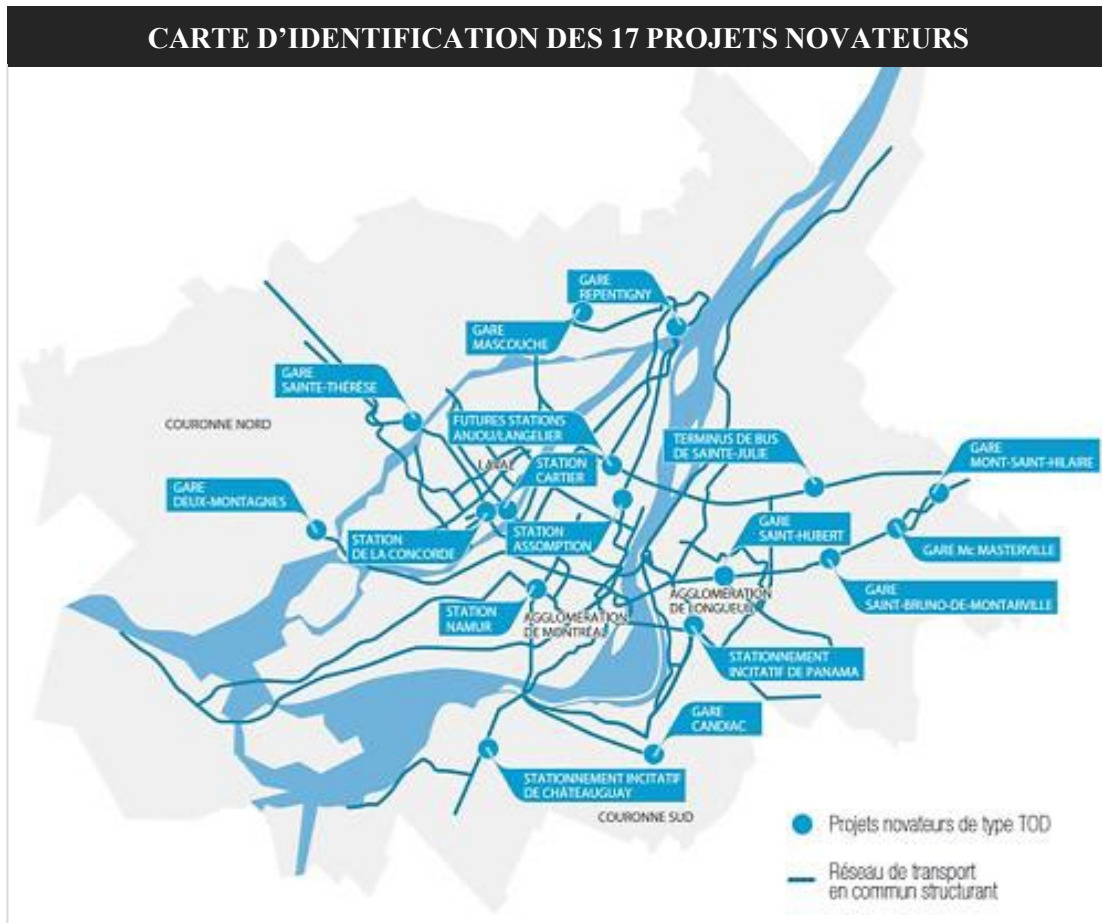 CARTE D’IDENTIFICATION DES 17 PROJETS NOVATEURS
GARE
REPENTIGNY
GARE
MASCOUCHE
GARE
SAINTE-THÉRÈSE
COURONNE NORD
FUTURES STATIONS
ANJOU/LANGELIER
TERMINUS DE BUS
DE SAINTE-JULIE
GARE
MONT-SAINT-HILAIRE
LAVAL
STATION
CARTIER
GARE
DEUX-MONTAGNES
STATION
DE LA CONCORDE
STATION
ASSOMPTION
GARE
SAINT-HUBERT
GARE Mc MASTERVILLE
GARE
SAINT-BRUNO-DE-MONTARVILLE
STATION
NAMUR
AGGLOMÉRATION
DE MONTRÉAL
AGGLOMÉRATION
DE LONGUEUIL
STATIONNEMENT
INCITATIF DE PANAMA
GARE
CANDIAC
STATIONNEMENT INCITATIF
DE CHÂTEAUGUAY
COURONNE SUD
Projets novateurs de type TOD
Réseau de transport
en commun structurant